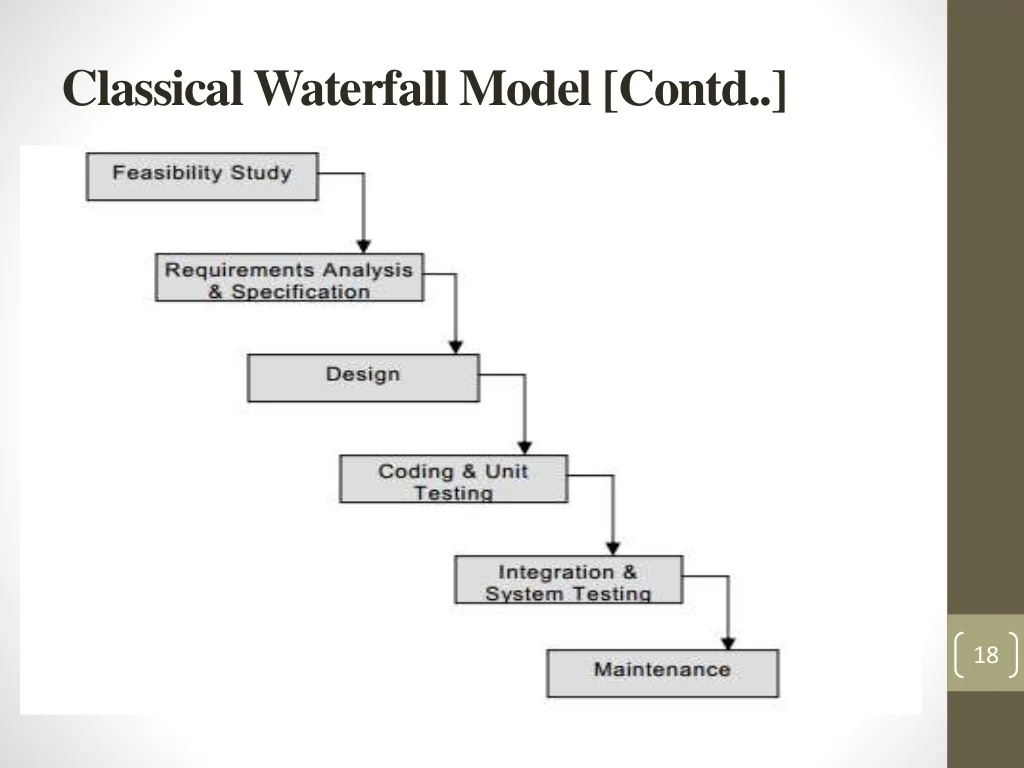 Classical Waterfall Model [Contd..]
Feasibility Study
Requirements Analysis
& Specification
Design
Coding & Unit
Testing
Integration &
System Testing
Maintenance
18